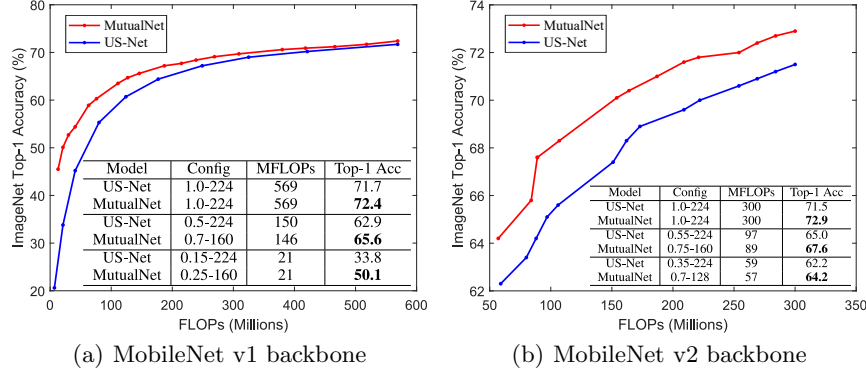 80
70
60
50
40
30
20
0
100
200
300
400
500
600
ImageNet Top-1 Accuracy (%)
FLOPs (Millions)
MutualNet
US-Net
Model Config MFLOPs Top-1 Acc
US-Net 1.0-224 569 71.7
MutualNet 1.0-224 569 72.4
US-Net 0.5-224 150 62.9
MutualNet 0.7-160 146 65.6
US-Net 0.15-224 21 33.8
MutualNet 0.25-160 21 50.1
(a) MobileNet v1 backbone
74
72
70
68
66
64
62
50
100
150
200
250
300
350
ImageNet Top-1 Accuracy (%)
FLOPs (Millions)
MutualNet
US-Net
Model Config MFLOPs Top-1 Acc
US-Net 1.0-224 300 71.5
MutualNet 1.0-224 300 72.9
US-Net 0.55-224 97 65.0
MutualNet 0.75-160 89 67.6
US-Net 0.35-224 59 62.2
MutualNet 0.7-128 57 64.2
(b) MobileNet v2 backbone